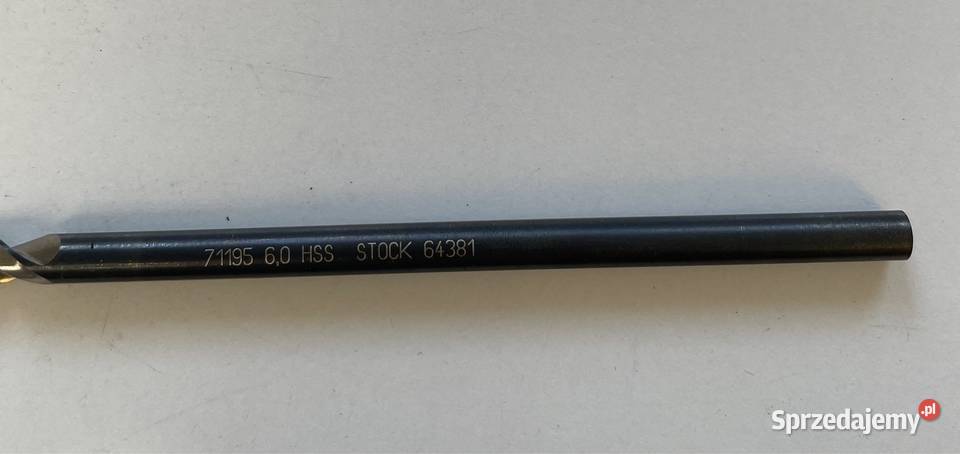 71195 6,0 HSS STOCK 64381
Sprzedajemy.pl